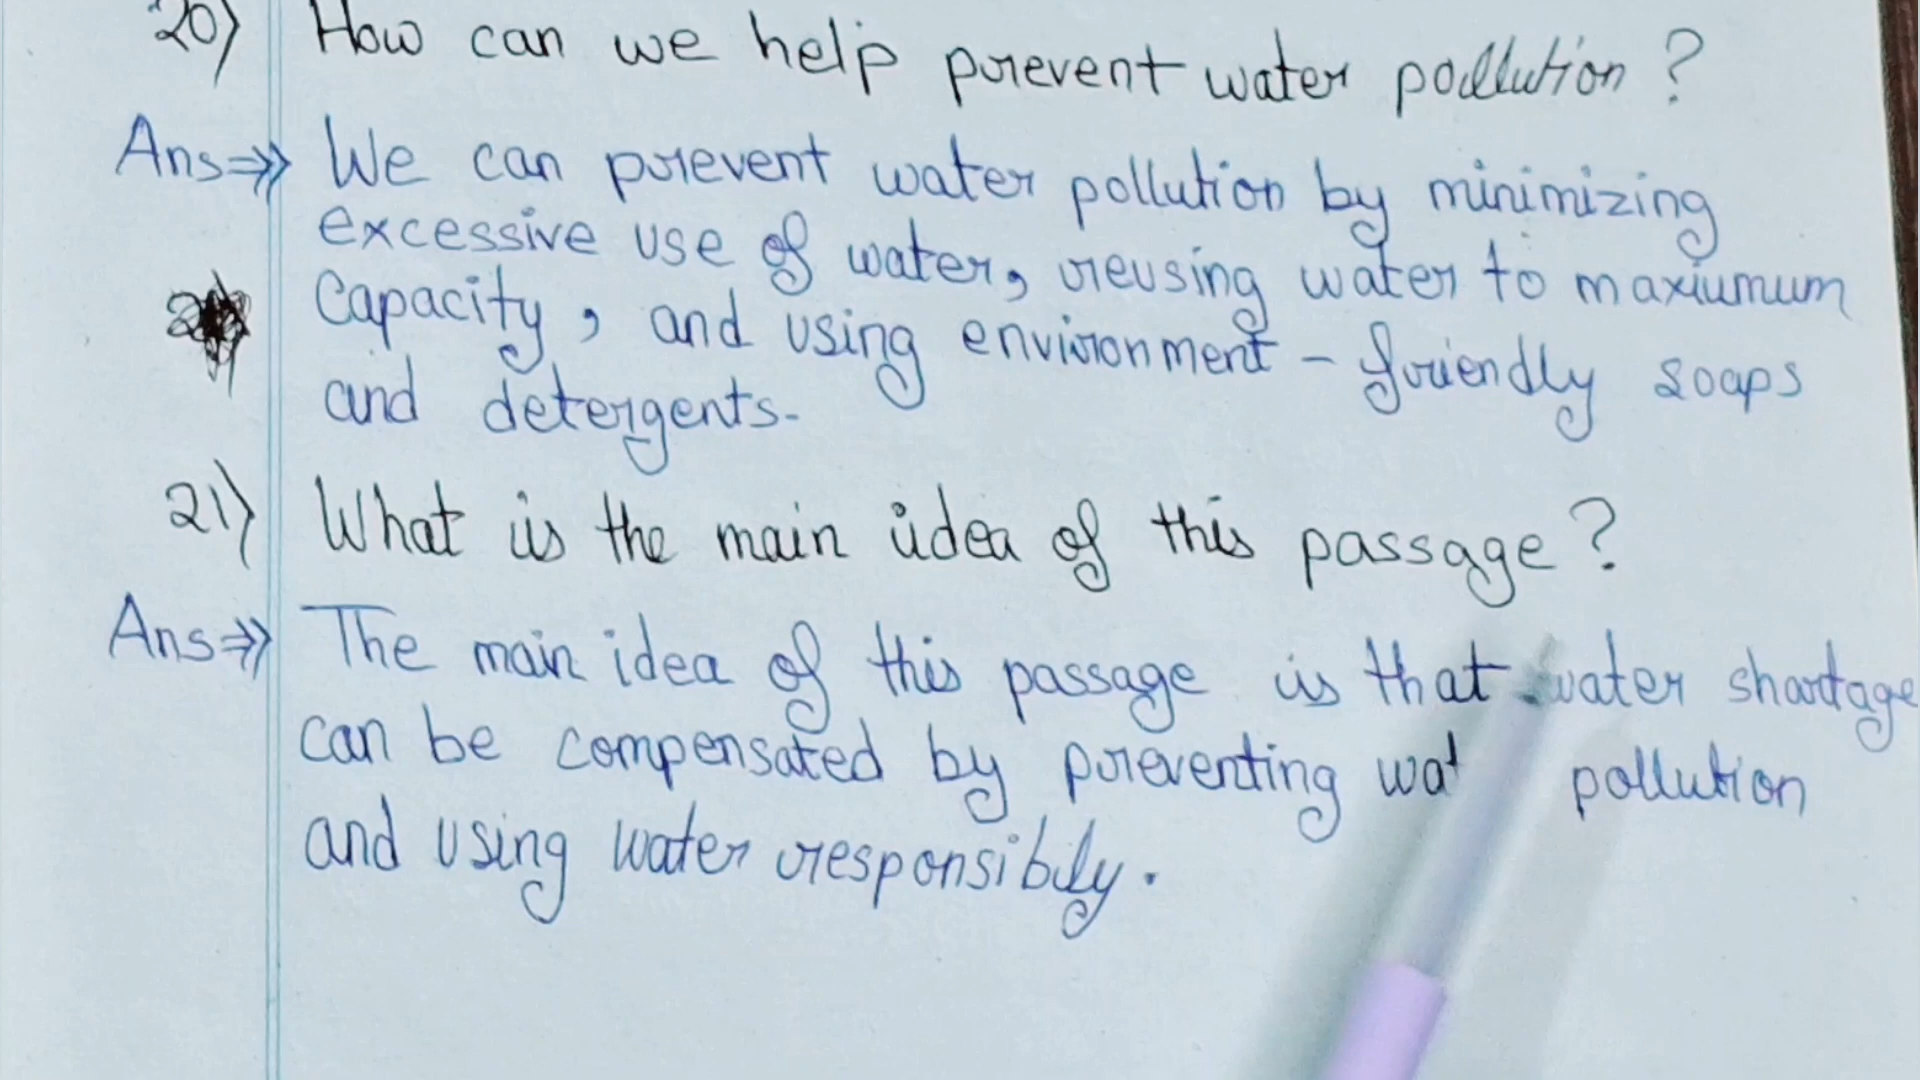 20) How can we help prevent water pollution?
Ans⇒ We can prevent water pollution by minimizing
excessive use of water, reusing water to maxiumum
capacity, and using environment - friendly soaps
and detergents.
21) What is the main idea of this passage?
Ans⇒ The main idea of this passage is that water shortage
can be compensated by preventing wat pollution
and using water responsibily.